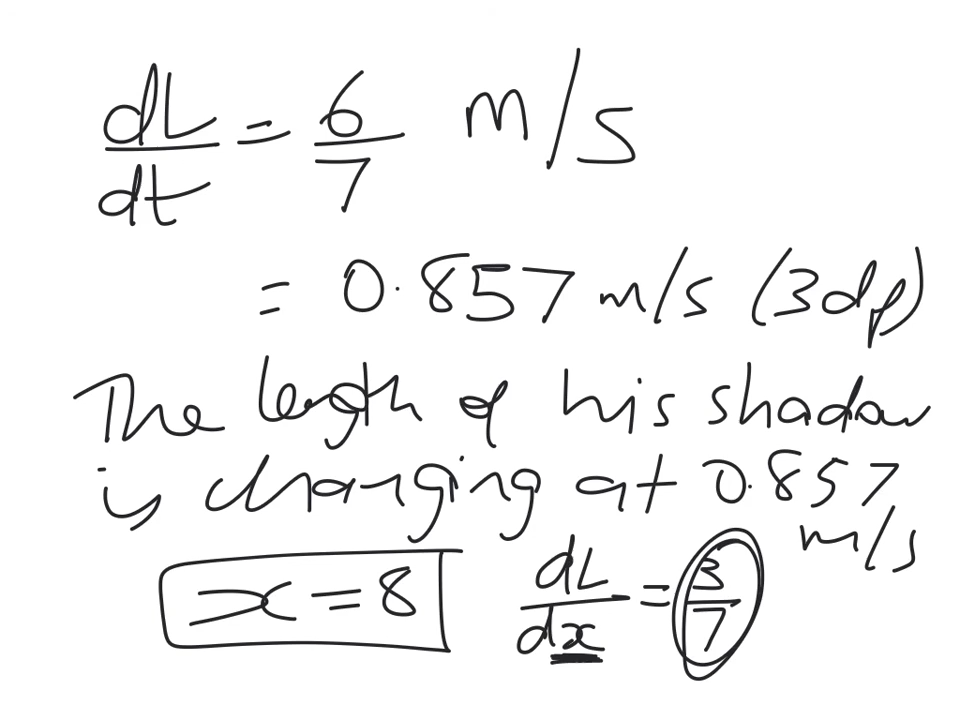 dL/dt = 6/7 m/s
= 0.857 m/s (3dp)
The length of his shadow
is changing at 0.857
m/s
x = 8 dL/dx = 3/7